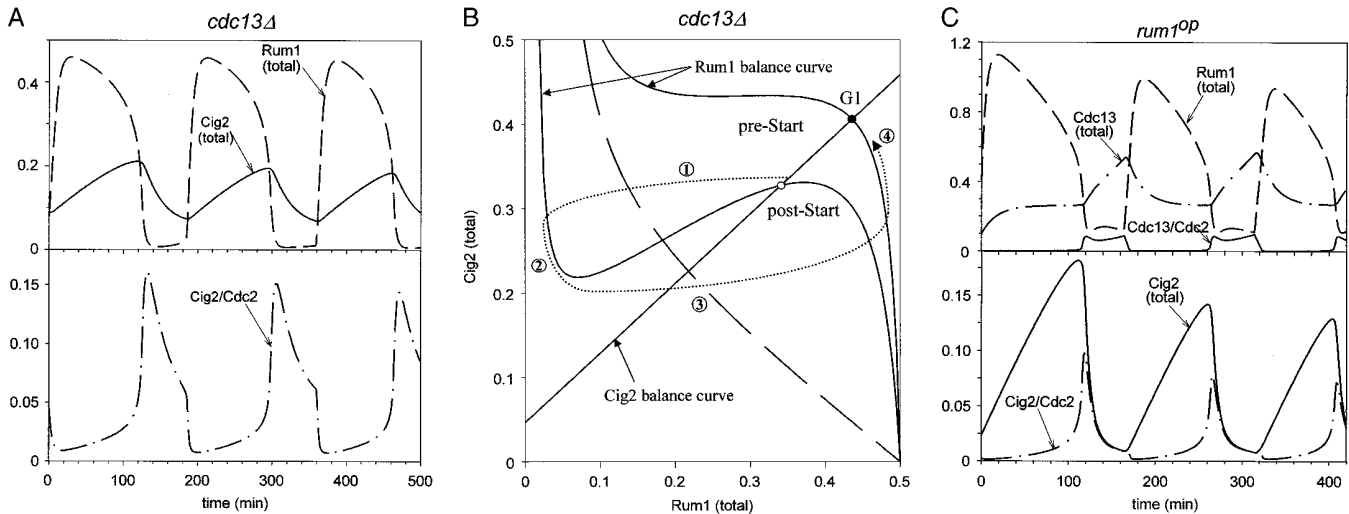 A
cdc13Δ
Rum1
(total)
Cig2
(total)
0.4
0.2
0
Cig2/Cdc2
0.15
0.10
0.05
0
0 100 200 300 400 500
time (min)
B
cdc13Δ
Rum1 balance curve
G1
pre-Start
④
①
post-Start
②
③
Cig2 balance curve
Cig2 (total)
0.5
0.4
0.3
0.2
0.1
0
0 0.1 0.2 0.3 0.4 0.5
Rum1 (total)
C
rum1op
Rum1
(total)
Cdc13
(total)
Cdc13/Cdc2
1.2
0.8
0.4
0
Cig2
(total)
Cig2/Cdc2
0.15
0.10
0.05
0
0 100 200 300 400
time (min)